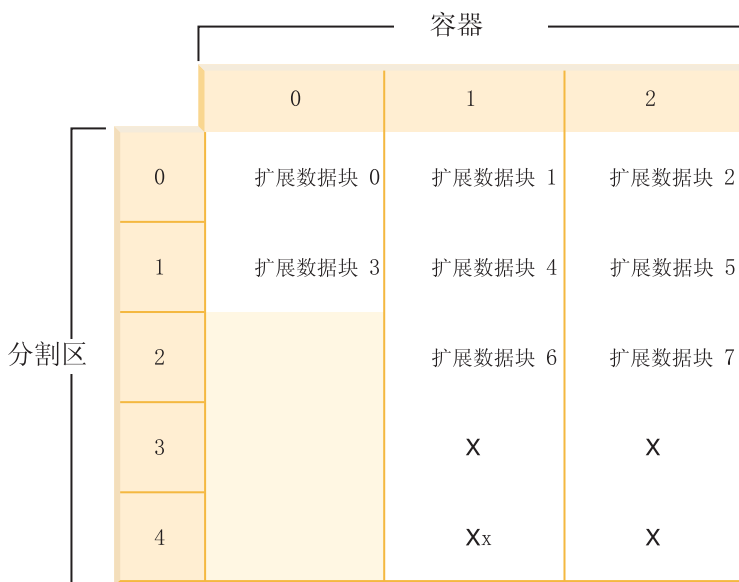 容器
0 1 2
0 扩展数据块 0 扩展数据块 1 扩展数据块 2
1 扩展数据块 3 扩展数据块 4 扩展数据块 5
分割区 2 扩展数据块 6 扩展数据块 7
3 X X
4 Xx X